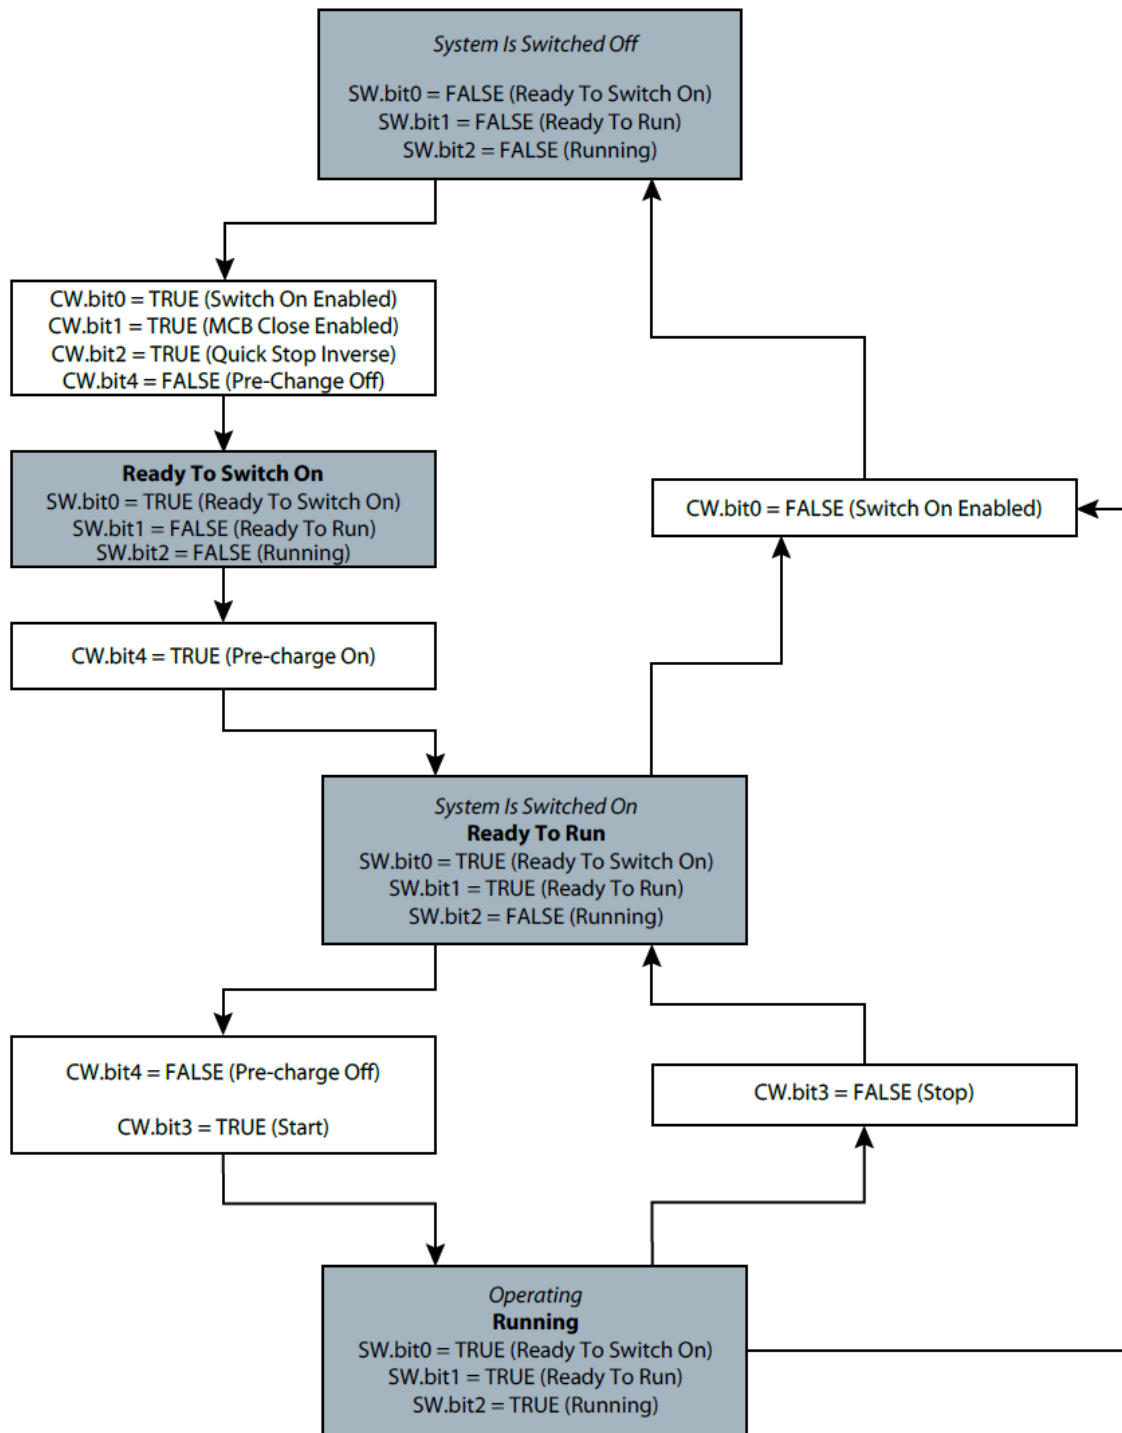 System Is Switched Off
SW.bit0 = FALSE (Ready To Switch On)
SW.bit1 = FALSE (Ready To Run)
SW.bit2 = FALSE (Running)
CW.bit0 = TRUE (Switch On Enabled)
CW.bit1 = TRUE (MCB Close Enabled)
CW.bit2 = TRUE (Quick Stop Inverse)
CW.bit4 = FALSE (Pre-Change Off)
Ready To Switch On
SW.bit0 = TRUE (Ready To Switch On)
SW.bit1 = FALSE (Ready To Run)
SW.bit2 = FALSE (Running)
CW.bit0 = FALSE (Switch On Enabled)
CW.bit4 = TRUE (Pre-charge On)
System Is Switched On
Ready To Run
SW.bit0 = TRUE (Ready To Switch On)
SW.bit1 = TRUE (Ready To Run)
SW.bit2 = FALSE (Running)
CW.bit4 = FALSE (Pre-charge Off)
CW.bit3 = TRUE (Start)
CW.bit3 = FALSE (Stop)
Operating
Running
SW.bit0 = TRUE (Ready To Switch On)
SW.bit1 = TRUE (Ready To Run)
SW.bit2 = TRUE (Running)